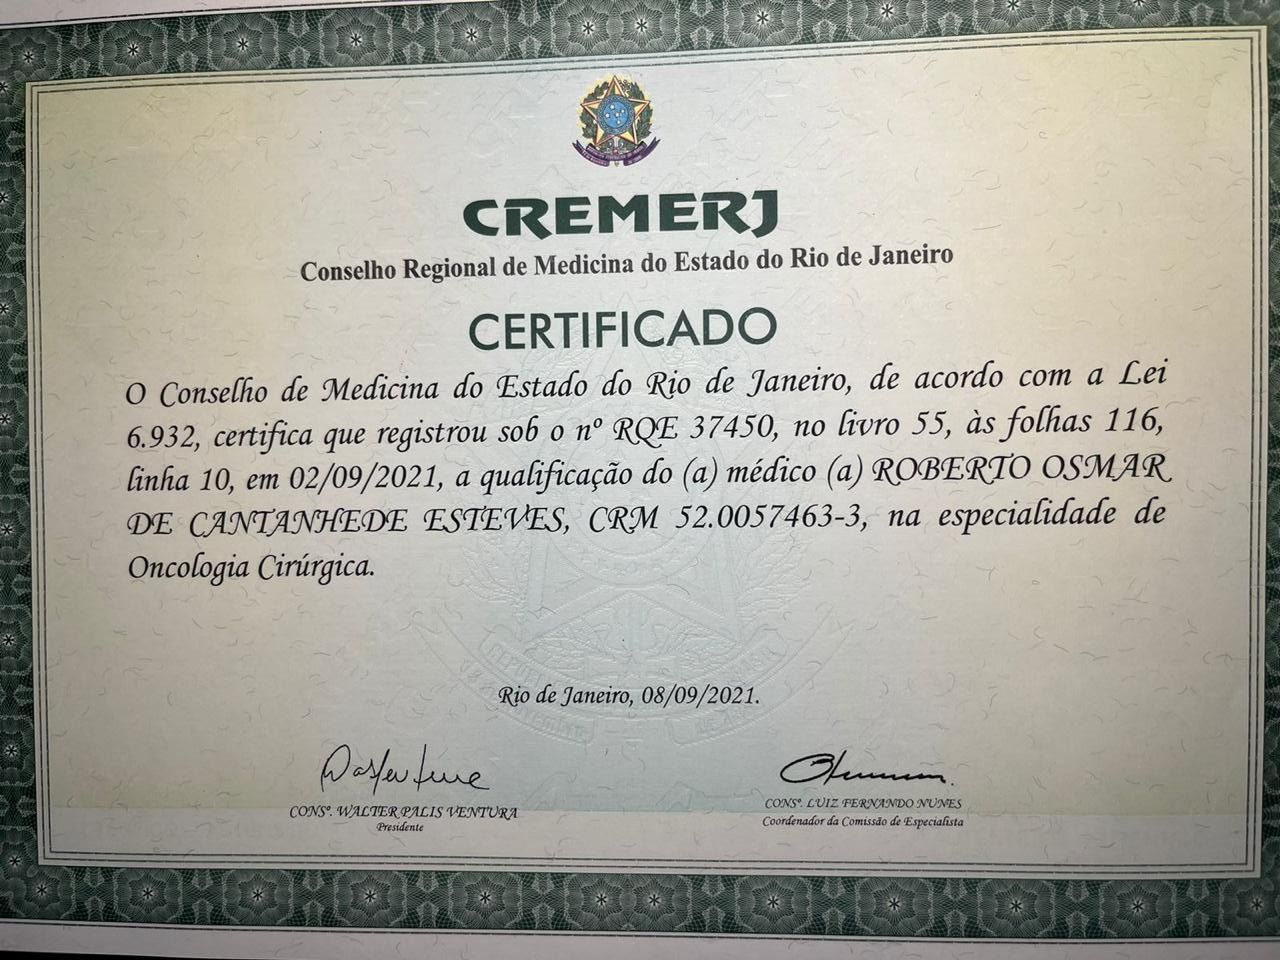 CREMERJ
Conselho Regional de Medicina do Estado do Rio de Janeiro
CERTIFICADO
O Conselho de Medicina do Estado do Rio de Janeiro, de acordo com a Lei
6.932, certifica que registrou sob o nº RQE 37450, no livro 55, às folhas 116,
linha 10, em 02/09/2021, a qualificação do (a) médico (a) ROBERTO OSMAR
DE CANTANHEDE ESTEVES, CRM 52.0057463-3, na especialidade de
Oncologia Cirúrgica.
Rio de Janeiro, 08/09/2021.
CONSº. WALTER PALIS VENTURA
Presidente
CONSº. LUIZ FERNANDO NUNES
Coordenador da Comissão de Especialista